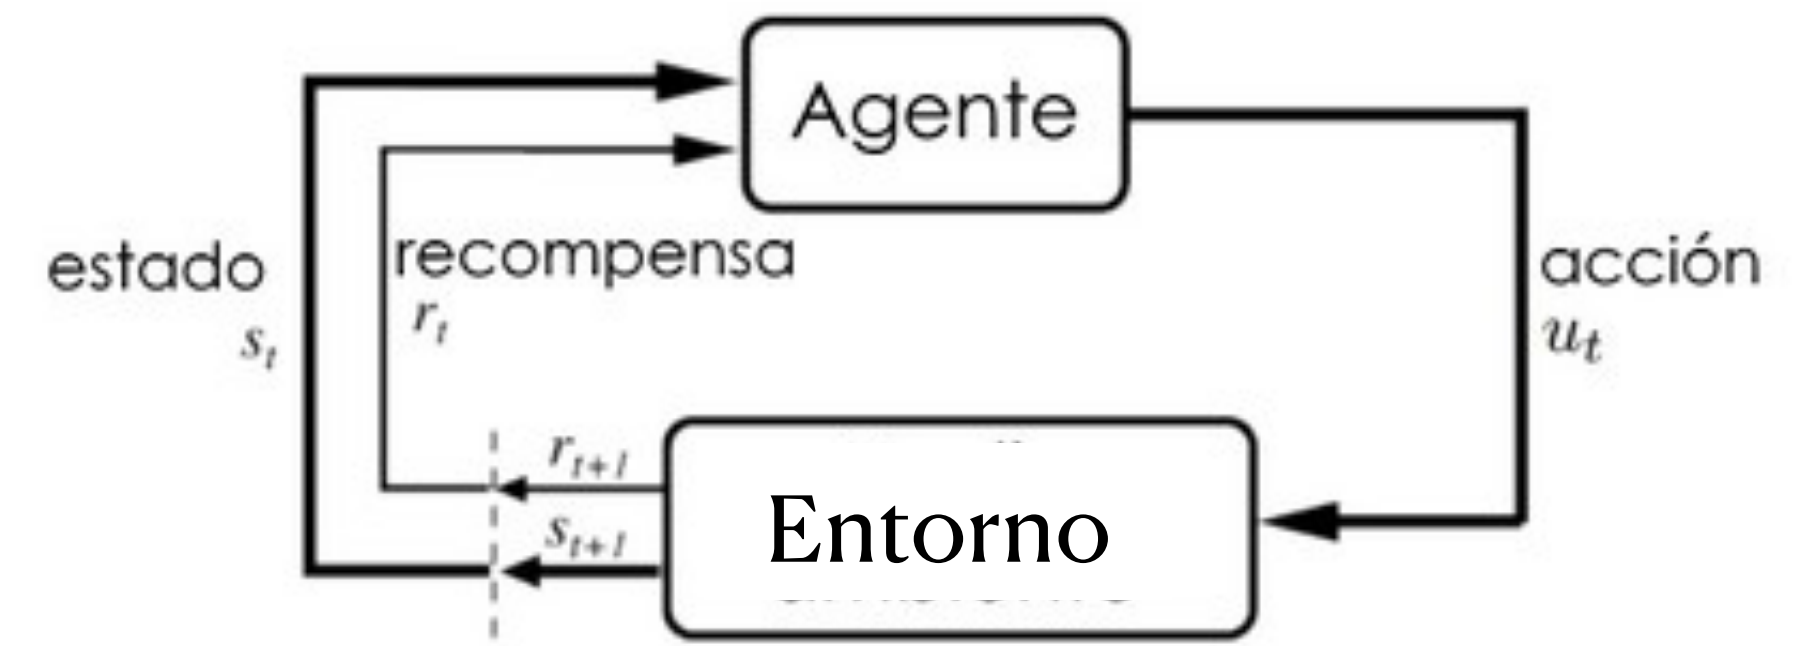 Agente
estado
s_t
recompensa
r_t
acción
u_t
r_{t+1}
s_{t+1}
Entorno